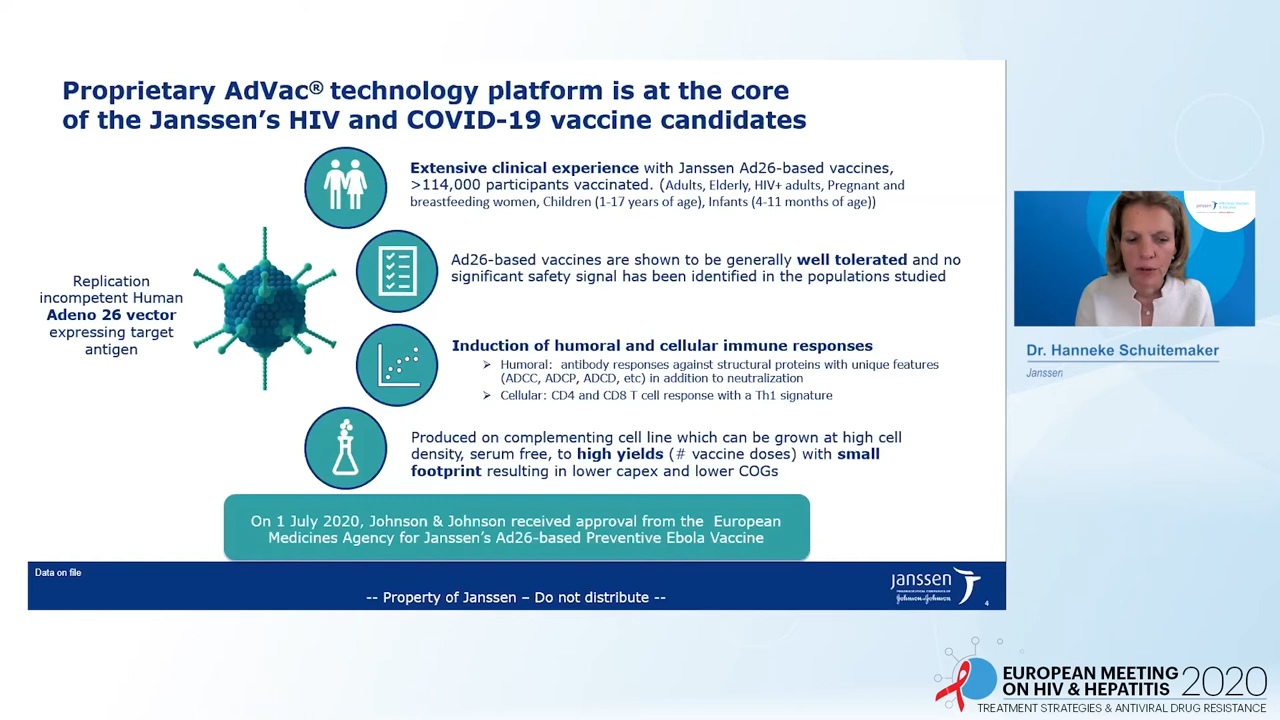 Proprietary AdVac® technology platform is at the core
of the Janssen's HIV and COVID-19 vaccine candidates
Extensive clinical experience with Janssen Ad26-based vaccines,
>114,000 participants vaccinated. (Adults, Elderly, HIV+ adults, Pregnant and
breastfeeding women, Children (1-17 years of age), Infants (4-11 months of age))
Replication
incompetent Human
Adeno 26 vector
expressing target
antigen
Ad26-based vaccines are shown to be generally well tolerated and no
significant safety signal has been identified in the populations studied
Induction of humoral and cellular immune responses
➢ Humoral: antibody responses against structural proteins with unique features
(ADCC, ADCP, ADCD, etc) in addition to neutralization
➢ Cellular: CD4 and CD8 T cell response with a Th1 signature
Produced on complementing cell line which can be grown at high cell
density, serum free, to high yields (# vaccine doses) with small
footprint resulting in lower capex and lower COGs
On 1 July 2020, Johnson & Johnson received approval from the European
Medicines Agency for Janssen's Ad26-based Preventive Ebola Vaccine
Data on file
-- Property of Janssen – Do not distribute --
janssen
PHARMACEUTICAL COMPANIES OF
Johnson & Johnson
4
janssen
Dr. Hanneke Schuitemaker
Janssen
EUROPEAN MEETING
ON HIV & HEPATITIS 2020
TREATMENT STRATEGIES & ANTIVIRAL DRUG RESISTANCE